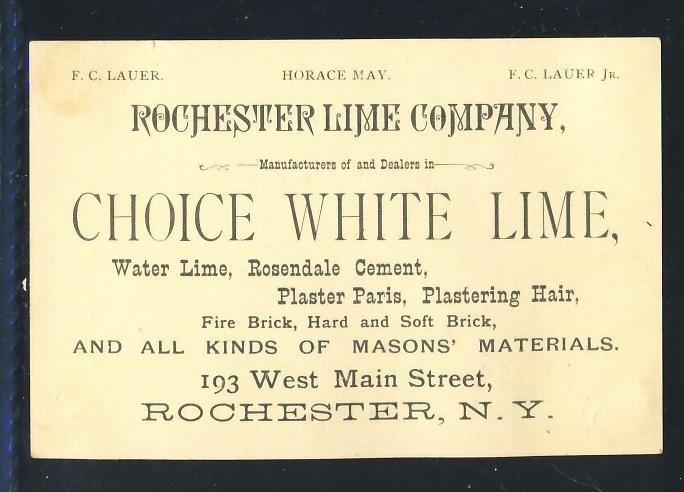 F. C. LAUER. HORACE MAY. F. C. LAUER JR.
ROCHESTER LIME COMPANY,
Manufacturers of and Dealers in
CHOICE WHITE LIME,
Water Lime, Rosendale Cement,
Plaster Paris, Plastering Hair,
Fire Brick, Hard and Soft Brick,
AND ALL KINDS OF MASONS' MATERIALS.
193 West Main Street,
ROCHESTER, N. Y.